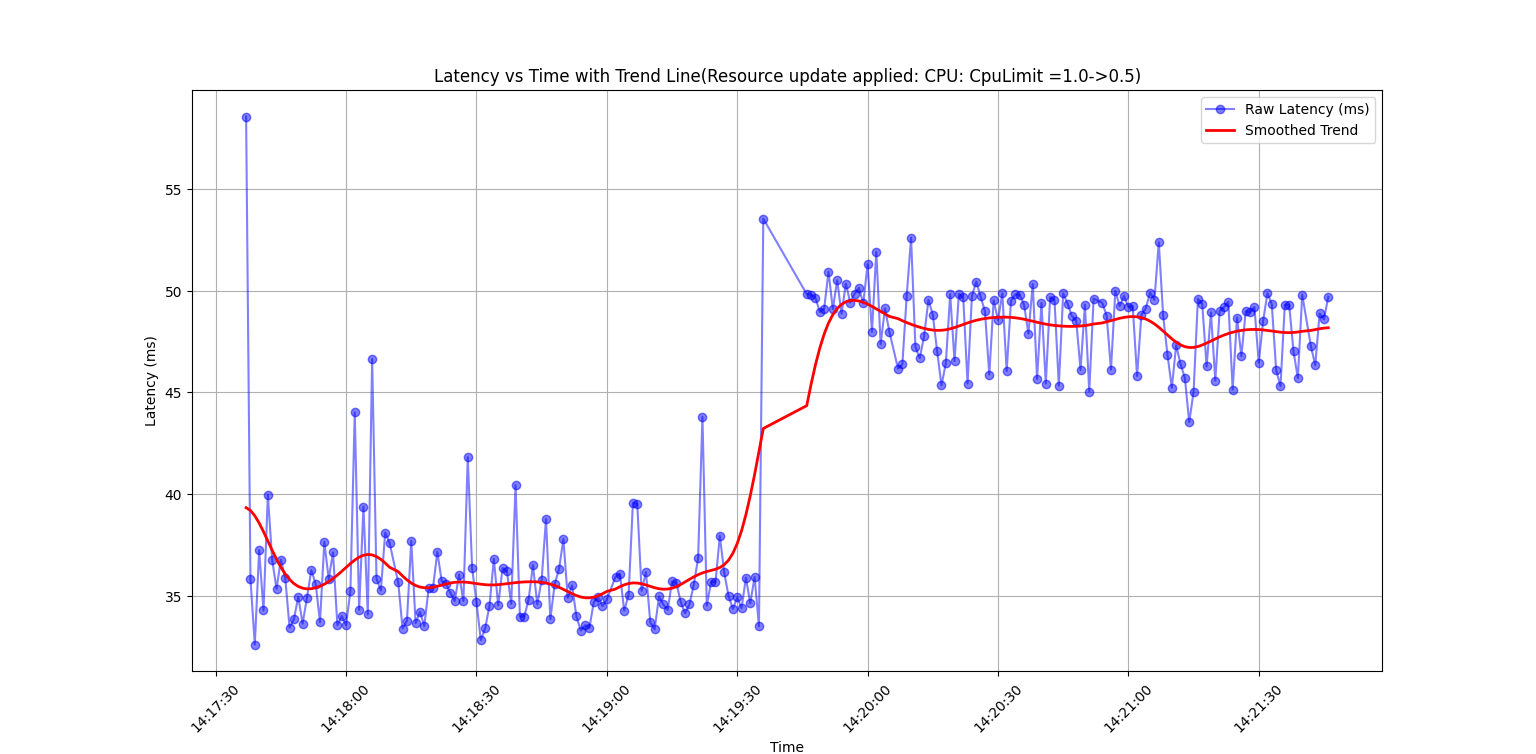 Latency vs Time with Trend Line(Resource update applied: CPU: CpuLimit =1.0->0.5)
Raw Latency (ms)
Smoothed Trend
55
50
45
40
35
Latency (ms)
14:17:30
14:18:00
14:18:30
14:19:00
14:19:30
14:20:00
14:20:30
14:21:00
14:21:30
Time